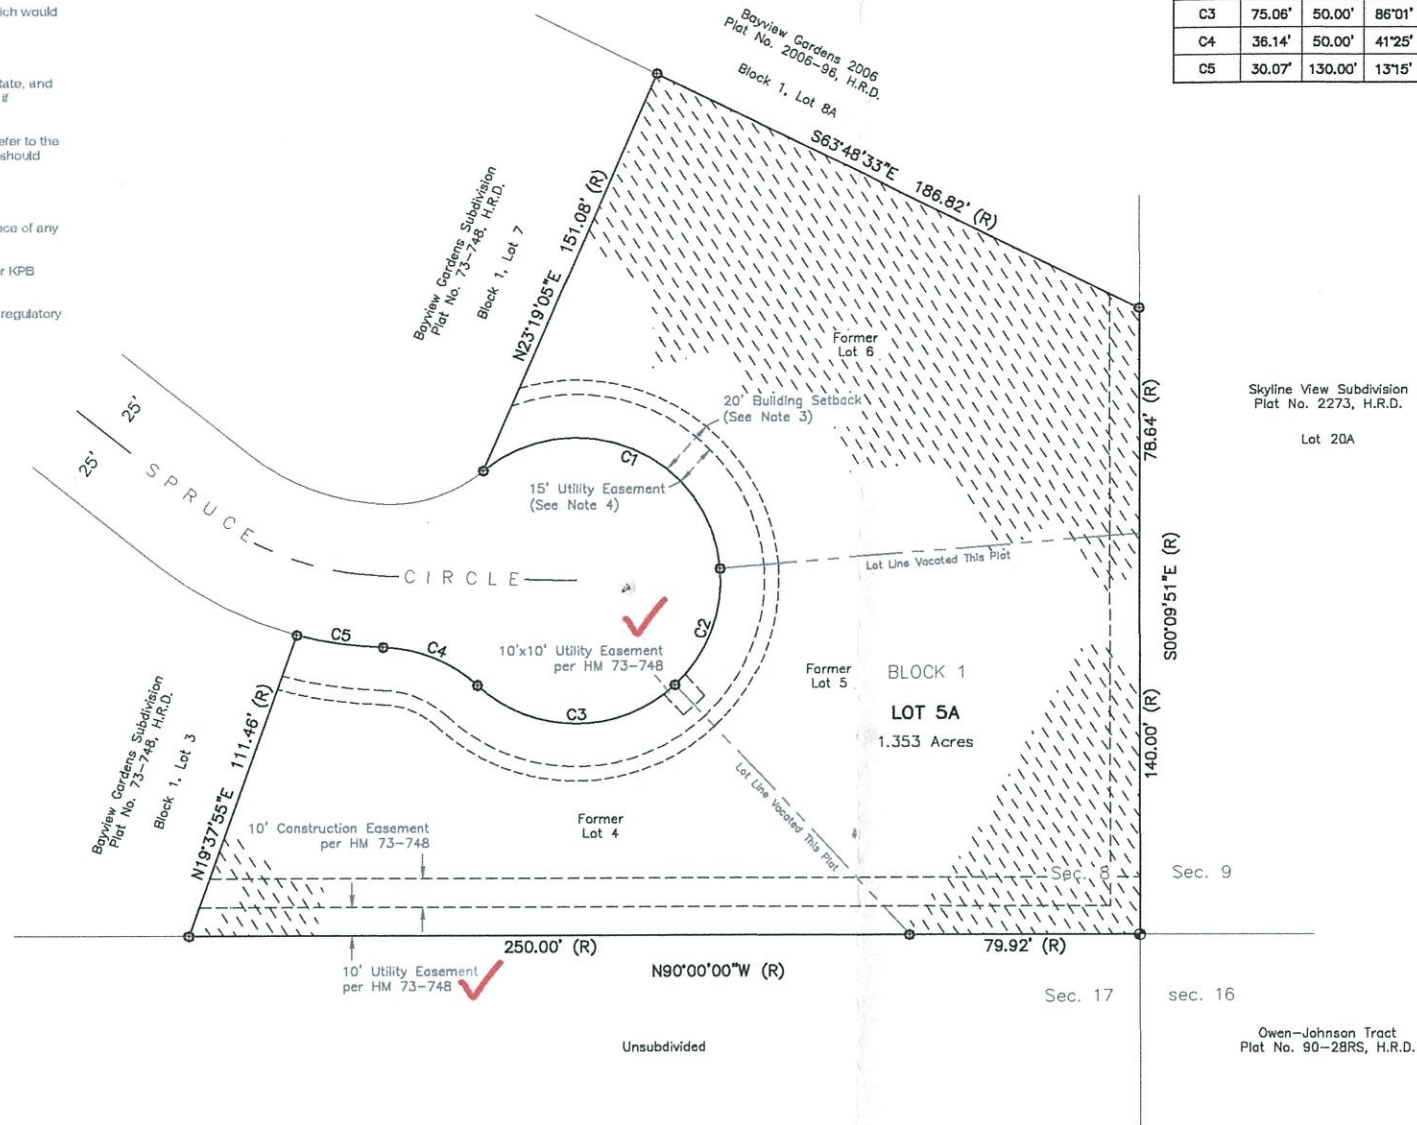 ich would
tate, and
if
efer to the
should
nce of any
r KPB
regulatory
C3 75.06' 50.00' 86°01'
C4 36.14' 50.00' 41°25'
C5 30.07' 130.00' 13°15'
Bayview Gardens 2006
Plat No. 2006-96, H.R.D.
Block 1, Lot 8A
S63°48'33"E 186.82' (R)
Bayview Gardens Subdivision
Plat No. 73-748, H.R.D.
Block 1, Lot 7
N23°19'05"E 151.08' (R)
Former
Lot 6
20' Building Setback
(See Note 3)
Skyline View Subdivision
Plat No. 2273, H.R.D.
Lot 20A
78.64' (R)
25'
25'
SPRUCE
CIRCLE
C1
15' Utility Easement
(See Note 4)
Lot Line Vacated This Plat
S00°09'51"E (R)
C2
10'x10' Utility Easement
per HM 73-748
C5
C4
C3
Former
Lot 5
BLOCK 1
LOT 5A
1.353 Acres
140.00' (R)
Bayview Gardens Subdivision
Plat No. 73-748, H.R.D.
Block 1, Lot 3
N19°37'55"E 111.46' (R)
Lot Line Vacated This Plat
Former
Lot 4
10' Construction Easement
per HM 73-748
Sec. 8
Sec. 9
250.00' (R)
79.92' (R)
10' Utility Easement
per HM 73-748
N90°00'00"W (R)
Sec. 17
sec. 16
Unsubdivided
Owen-Johnson Tract
Plat No. 90-28RS, H.R.D.